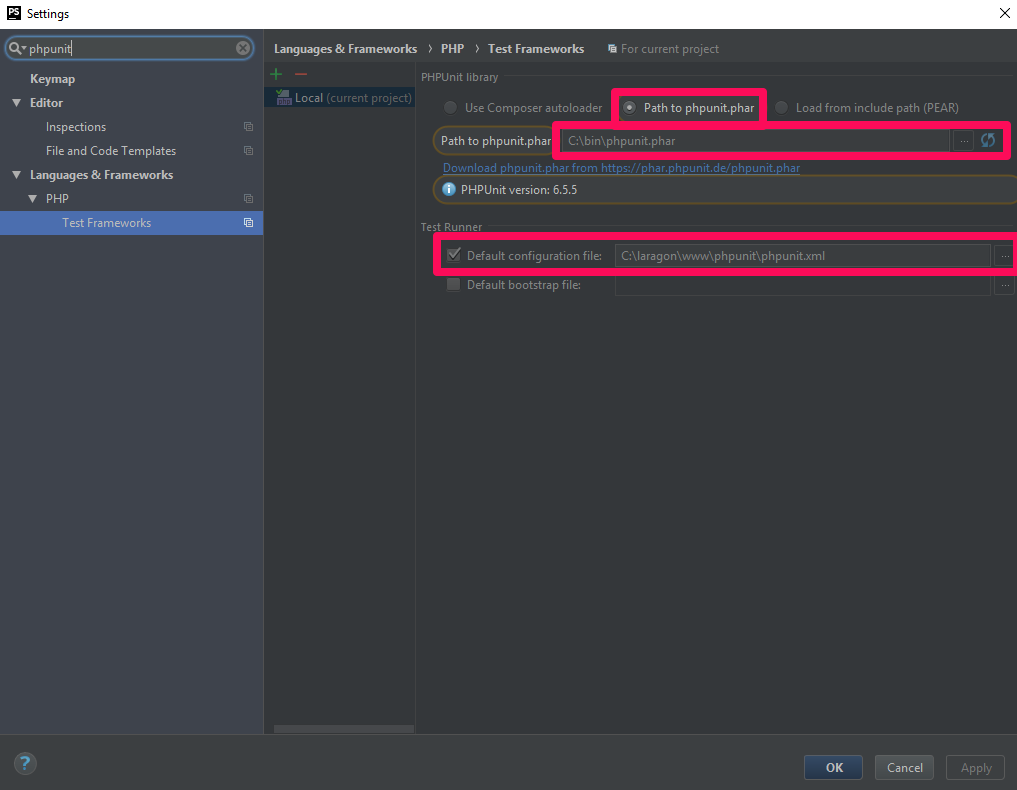 PS Settings
phpunit
Keymap
Editor
Inspections
File and Code Templates
Languages & Frameworks
PHP
Test Frameworks
Languages & Frameworks › PHP › Test Frameworks For current project
php Local (current project)
PHPUnit library
Use Composer autoloader Path to phpunit.phar Load from include path (PEAR)
Path to phpunit.phar C:\bin\phpunit.phar ...
Download phpunit.phar from https://phar.phpunit.de/phpunit.phar
PHPUnit version: 6.5.5
Test Runner
Default configuration file: C:\laragon\www\phpunit\phpunit.xml ...
Default bootstrap file: ...
? OK Cancel Apply